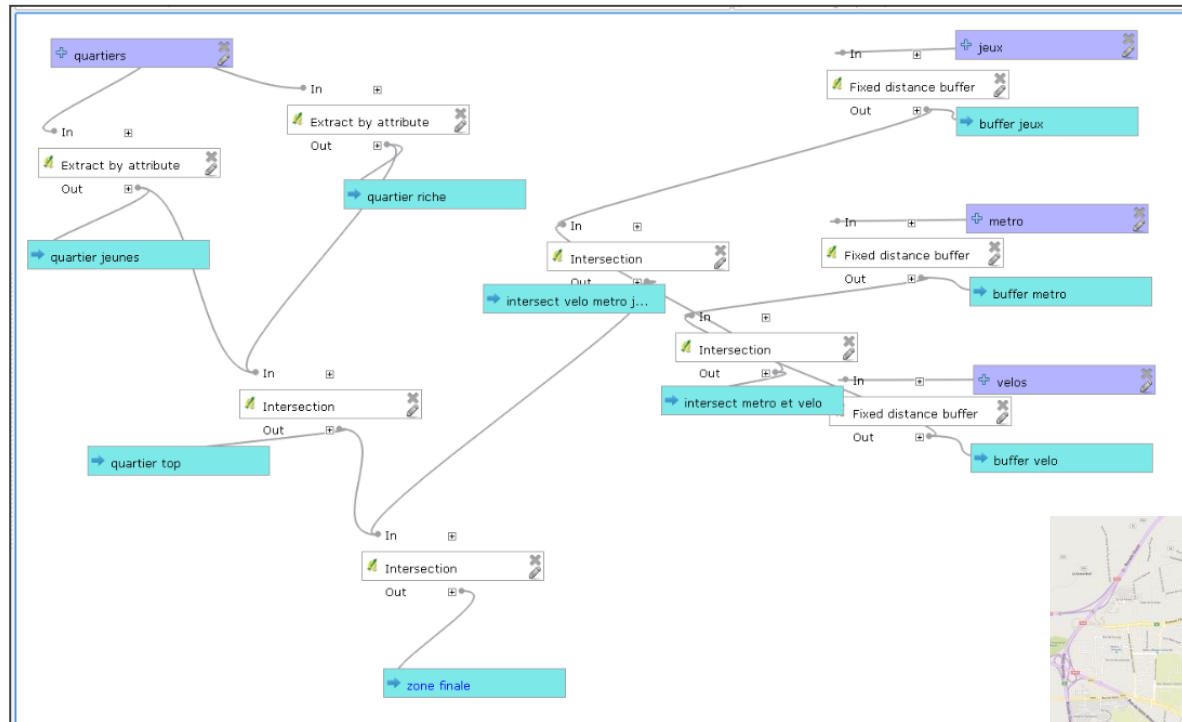 quartiers
In
Extract by attribute
Out
quartier riche
In
Extract by attribute
Out
quartier jeunes
In
Intersection
Out
quartier top
In
Intersection
Out
zone finale
In
jeux
Fixed distance buffer
Out
buffer jeux
In
Intersection
Out
intersect velo metro j...
In
metro
Fixed distance buffer
Out
buffer metro
In
Intersection
Out
intersect metro et velo
In
velos
Fixed distance buffer
Out
buffer velo